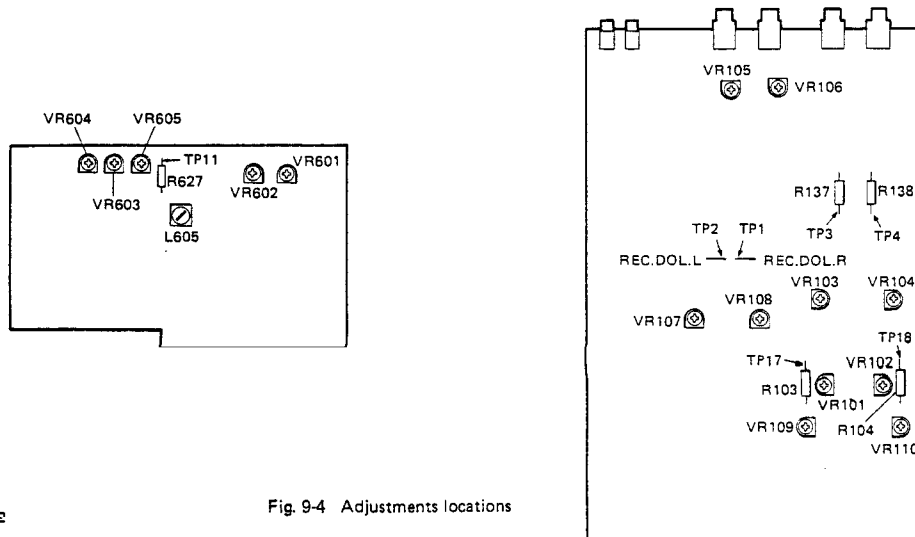 VR604
VR605
TP11
R627
VR601
VR602
VR603
L605
VR105
VR106
R137
R138
TP3
TP4
TP2
TP1
REC.DOL.L
REC.DOL.R
VR103
VR104
VR107
VR108
TP17
TP18
VR102
R103
VR101
R104
VR109
VR110
Fig. 9-4 Adjustments locations